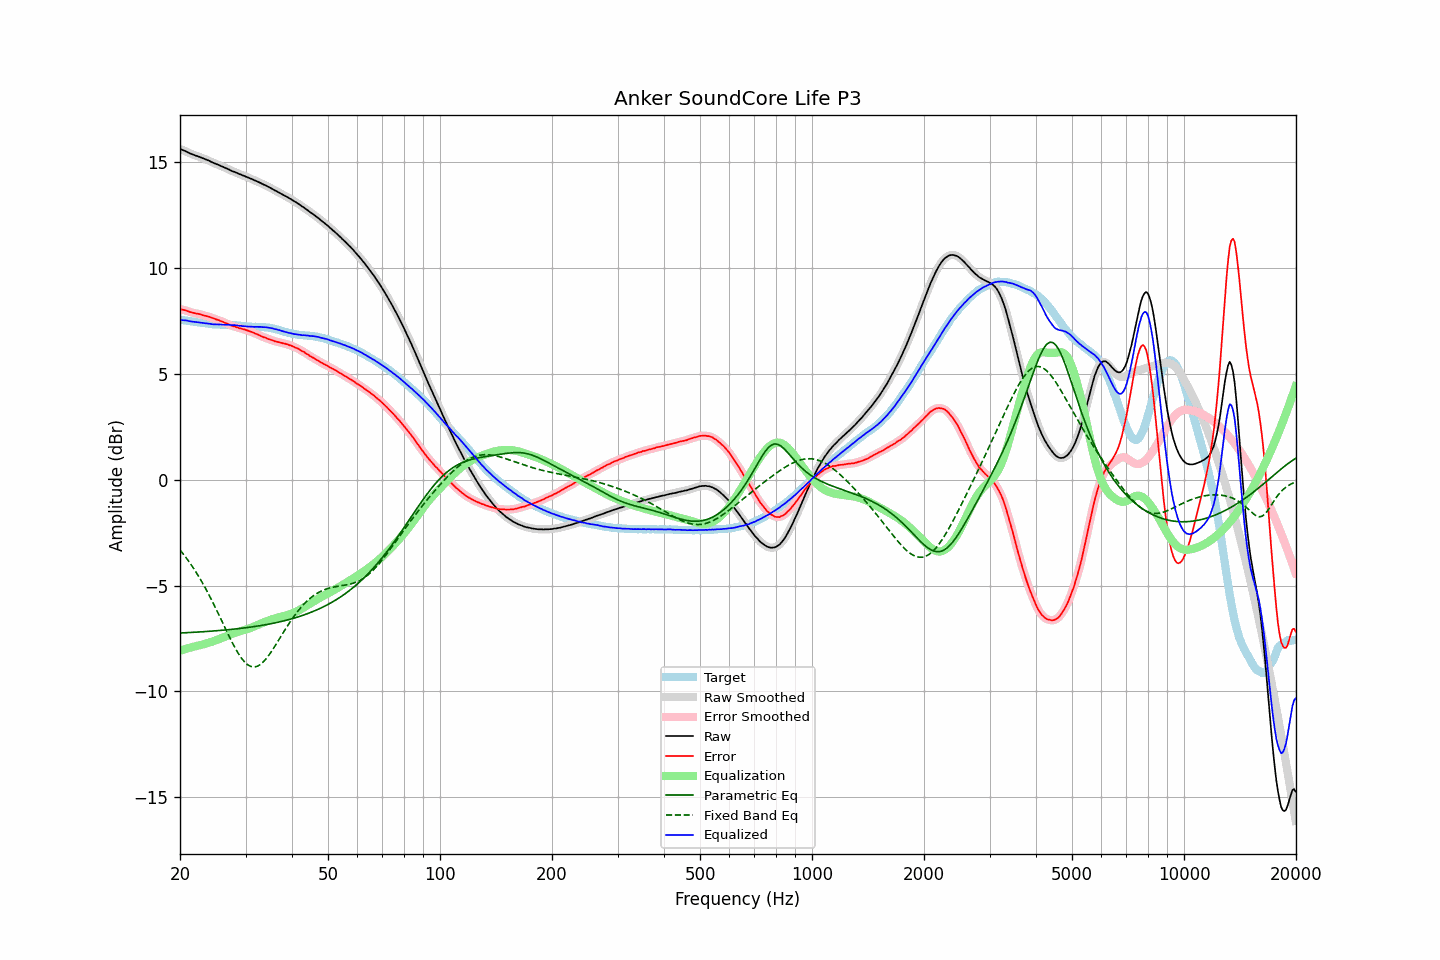 Anker SoundCore Life P3
Amplitude (dBr)
15
10
5
0
−5
−10
−15
Target
Raw Smoothed
Error Smoothed
Raw
Error
Equalization
Parametric Eq
Fixed Band Eq
Equalized
20
50
100
200
500
1000
2000
5000
10000
20000
Frequency (Hz)